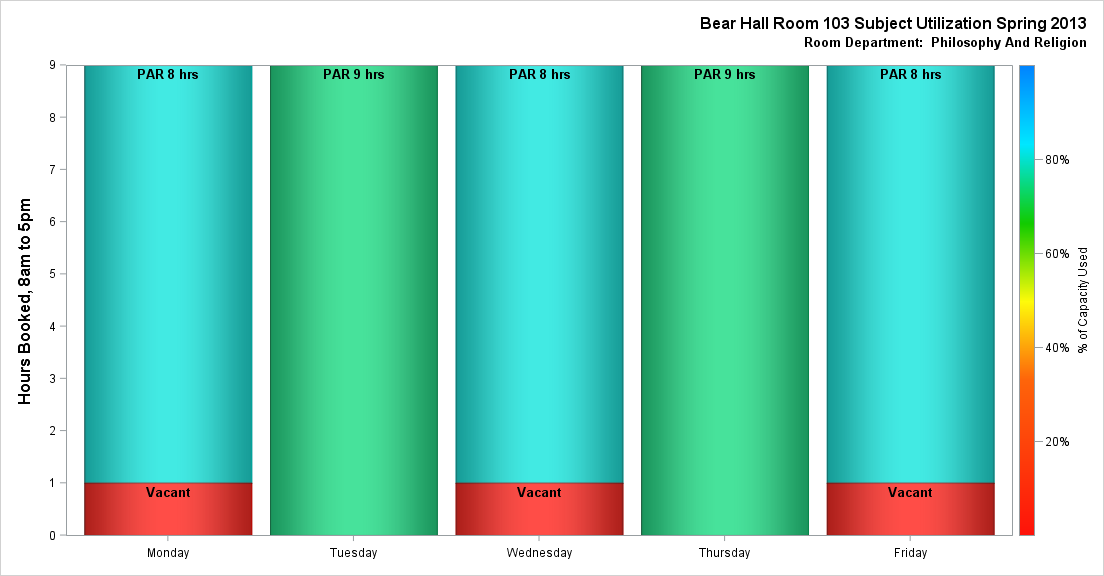 Bear Hall Room 103 Subject Utilization Spring 2013
Room Department:  Philosophy And Religion
Hours Booked, 8am to 5pm
9
8
7
6
5
4
3
2
1
0
PAR 8 hrs
PAR 9 hrs
PAR 8 hrs
PAR 9 hrs
PAR 8 hrs
Vacant
Vacant
Vacant
Monday
Tuesday
Wednesday
Thursday
Friday
80%
60%
40%
20%
% of Capacity Used